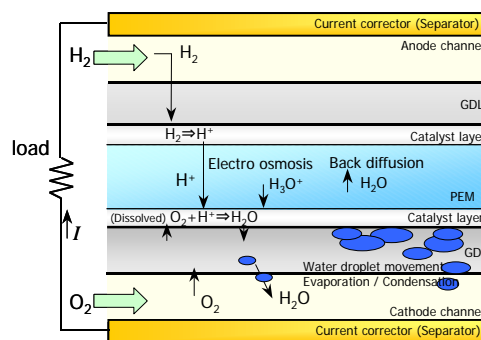 Current corrector (Separator)
Anode channe
H2
H2
GDL
H2⇒H+
Catalyst laye
load
Electro osmosis
Back diffusion
H+
H3O+
H2O
PEM
(Dissolved) O2+H+⇒H2O
Catalyst layer
I
GD
Water droplet movement
Evaporation / Condensation
O2
O2
H2O
Cathode channe
Current corrector (Separator)